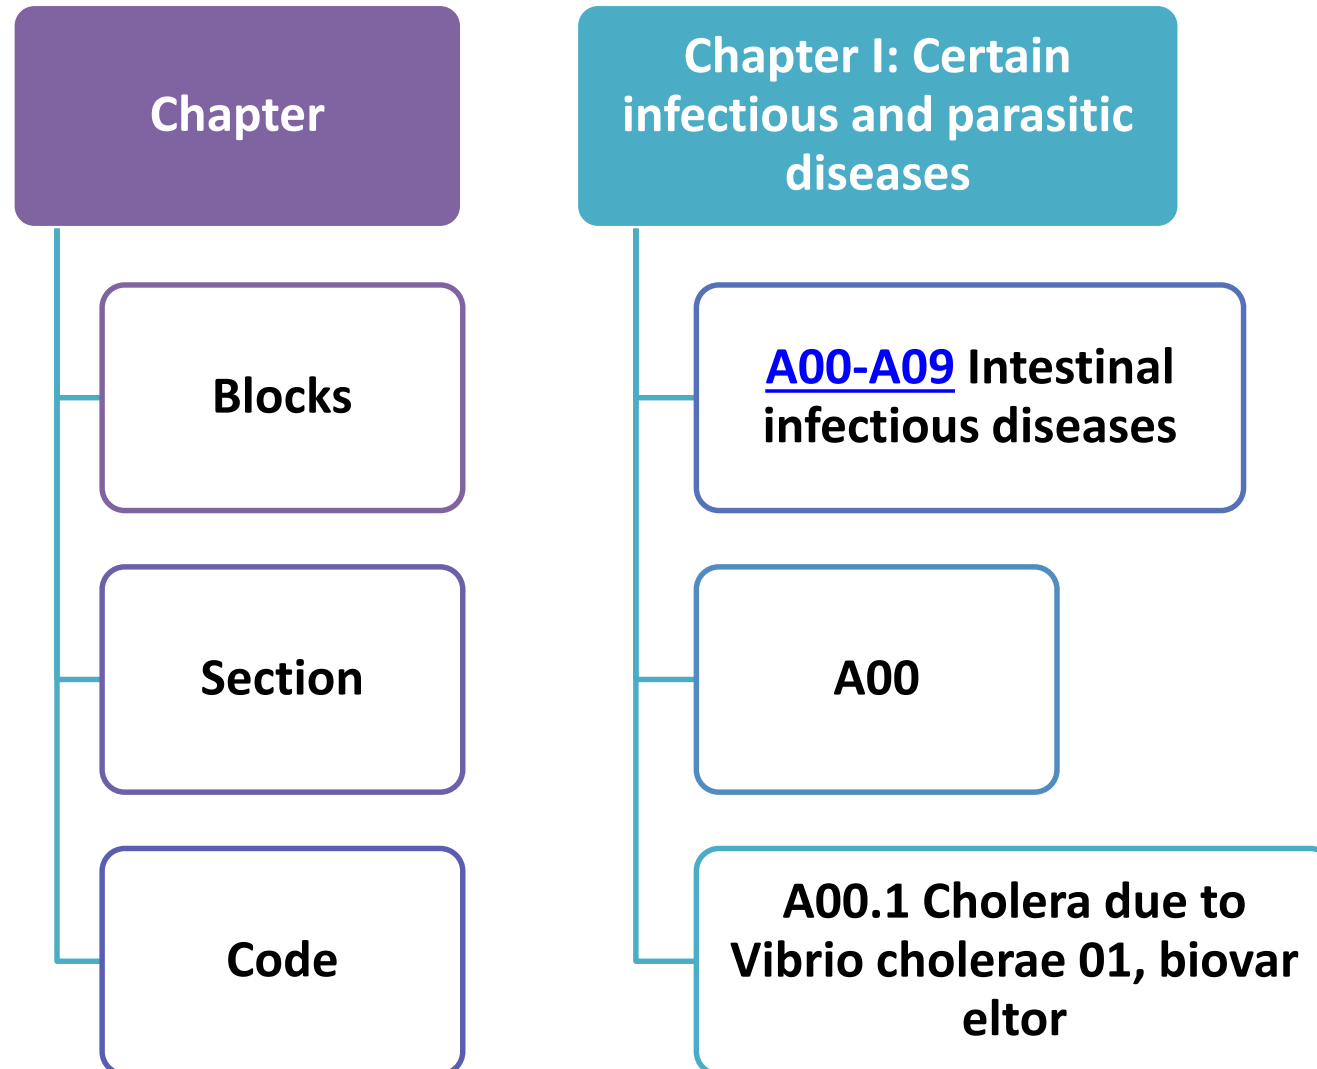 Chapter
Blocks
Section
Code
Chapter I: Certain
infectious and parasitic
diseases
A00-A09 Intestinal
infectious diseases
A00
A00.1 Cholera due to
Vibrio cholerae 01, biovar
eltor